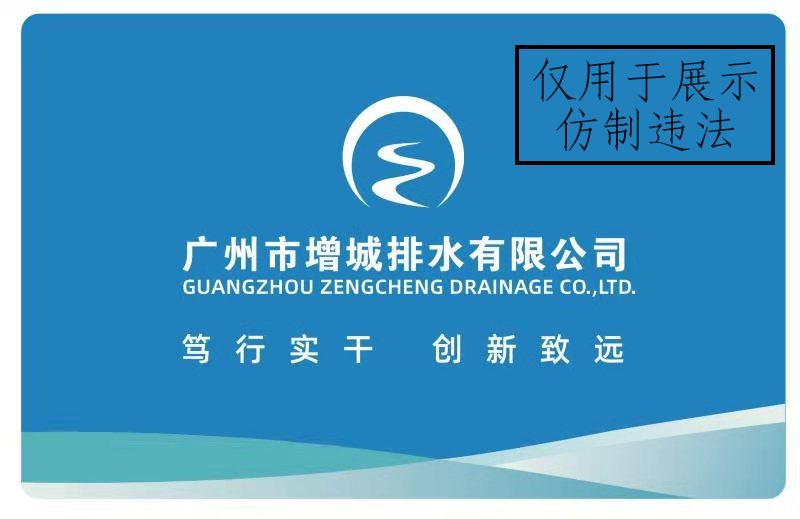 仅用于展示
仿制违法
广州市增城排水有限公司
GUANGZHOU ZENGCHENG DRAINAGE CO.,LTD.
笃行实干 创新致远